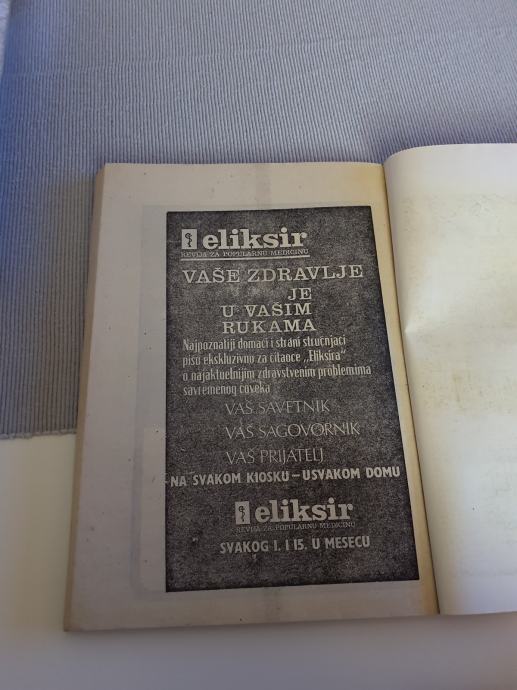 eliksir
REVIJA ZA POPULARNU MEDICINU
VAŠE ZDRAVLJE
JE
U VAŠIM
RUKAMA
Najpoznatiji domaći i strani stručnjaci
pišu ekskluzivno za čitaoce „Eliksira“
o najaktuelnijim zdravstvenim problemima
savremenog čoveka
VAŠ SAVETNIK
VAŠ SAGOVORNIK
VAŠ PRIJATELJ
NA SVAKOM KIOSKU – USVAKOM DOMU
eliksir
REVIJA ZA POPULARNU MEDICINU
SVAKOG 1. I 15. U MESECU